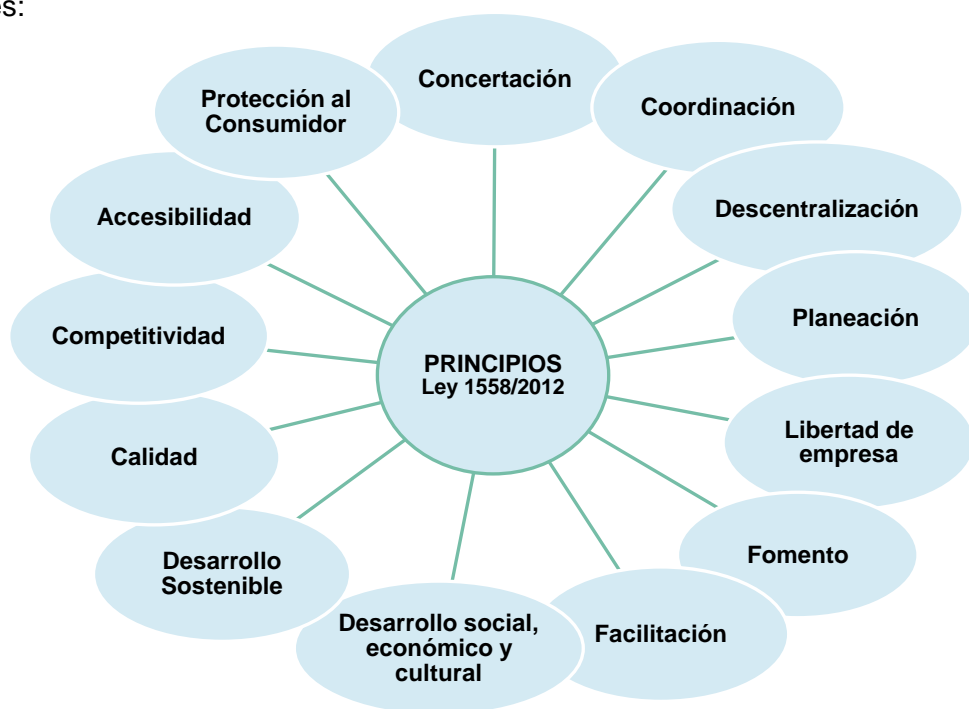 es:
Concertación
Coordinación
Descentralización
Planeación
Libertad de
empresa
Fomento
Facilitación
Desarrollo social,
económico y
cultural
Desarrollo
Sostenible
Calidad
Competitividad
Accesibilidad
Protección al
Consumidor
PRINCIPIOS
Ley 1558/2012